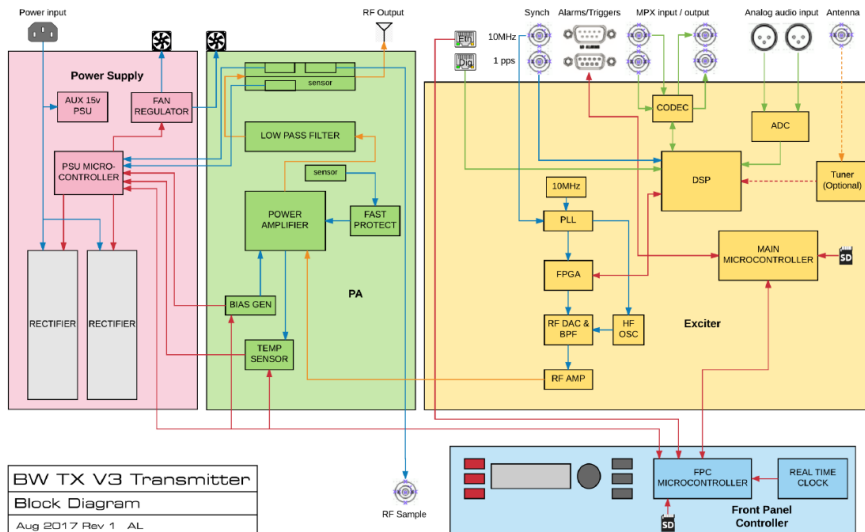 Power input
RF Output
Synch
Alarms/Triggers
MPX input / output
Analog audio input
Antenna
Eth
10MHz
Dig
1 pps
Power Supply
sensor
AUX 15v
PSU
FAN
REGULATOR
CODEC
LOW PASS FILTER
ADC
PSU MICRO-
CONTROLLER
sensor
DSP
Tuner
(Optional)
10MHz
POWER
AMPLIFIER
FAST
PROTECT
PLL
MAIN
MICROCONTROLLER
SD
FPGA
PA
BIAS GEN
RECTIFIER
RECTIFIER
RF DAC &
BPF
HF
OSC
Exciter
TEMP
SENSOR
RF AMP
BW TX V3 Transmitter
Block Diagram
Aug 2017 Rev 1 AL
RF Sample
FPC
MICROCONTROLLER
REAL TIME
CLOCK
SD
Front Panel
Controller